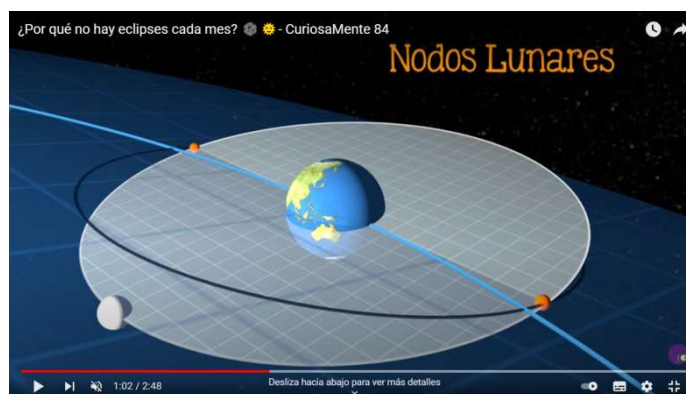 ¿Por qué no hay eclipses cada mes? 🌑 🌞 - CuriosaMente 84
Nodos Lunares
1:02 / 2:48
Desliza hacia abajo para ver más detalles